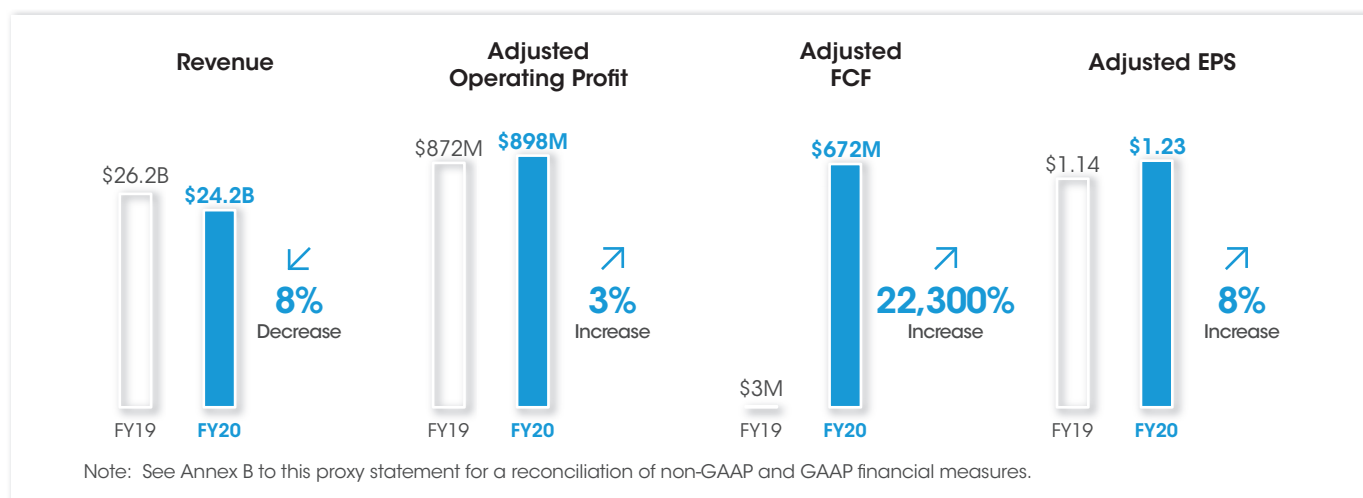 Revenue
$26.2B
$24.2B
8%
Decrease
FY19
FY20
Adjusted
Operating Profit
$872M
$898M
3%
Increase
FY19
FY20
Adjusted
FCF
$3M
$672M
22,300%
Increase
FY19
FY20
Adjusted EPS
$1.14
$1.23
8%
Increase
FY19
FY20
Note: See Annex B to this proxy statement for a reconciliation of non-GAAP and GAAP financial measures.